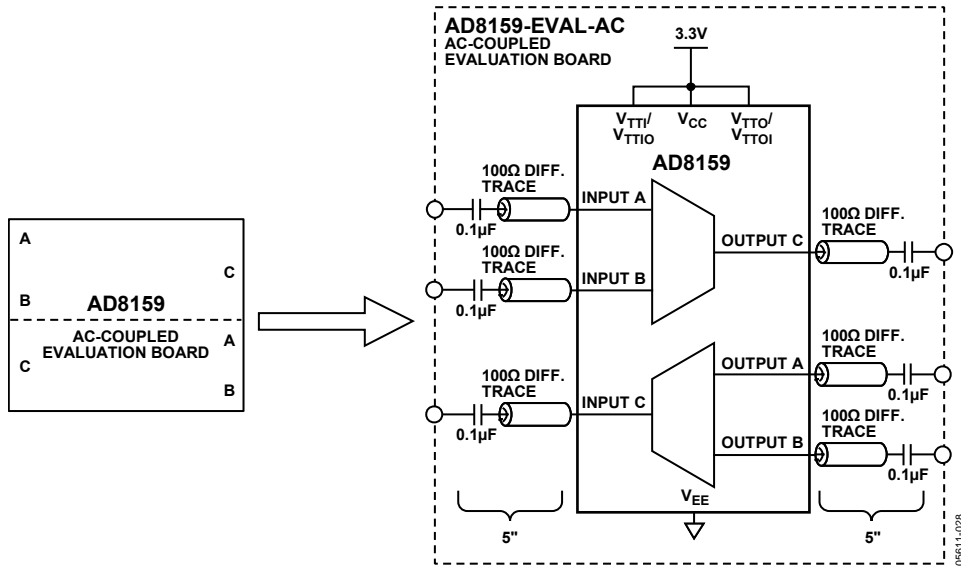 A
B
C
AD8159
AC-COUPLED
EVALUATION BOARD
C
A
B
AD8159-EVAL-AC
AC-COUPLED
EVALUATION BOARD
3.3V
VTTI/
VTTIO
VCC
VTTO/
VTTOI
AD8159
100Ω DIFF.
TRACE
0.1µF
INPUT A
100Ω DIFF.
TRACE
0.1µF
INPUT B
100Ω DIFF.
TRACE
0.1µF
INPUT C
OUTPUT C
100Ω DIFF.
TRACE
0.1µF
OUTPUT A
100Ω DIFF.
TRACE
0.1µF
OUTPUT B
100Ω DIFF.
TRACE
0.1µF
VEE
5"
5"
05611-028